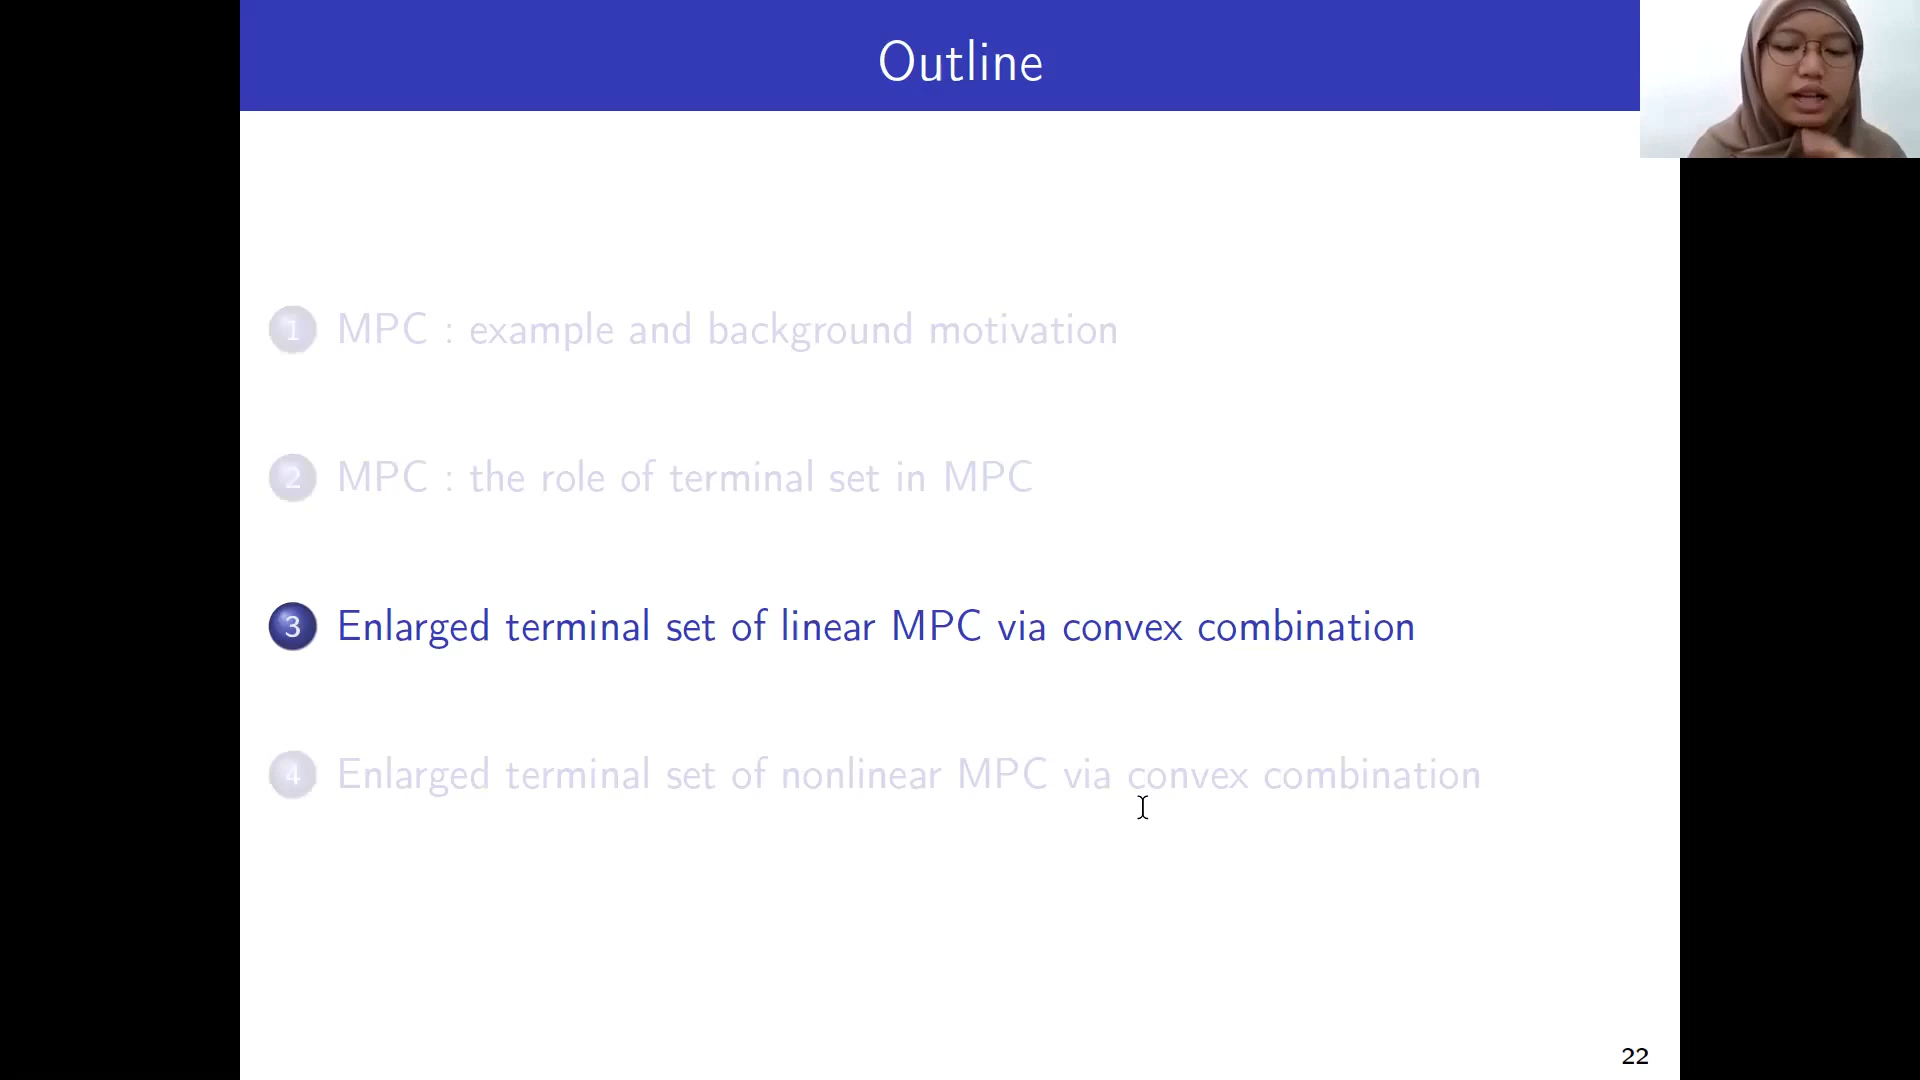 Outline
1 MPC : example and background motivation
2 MPC : the role of terminal set in MPC
3 Enlarged terminal set of linear MPC via convex combination
4 Enlarged terminal set of nonlinear MPC via convex combination
22